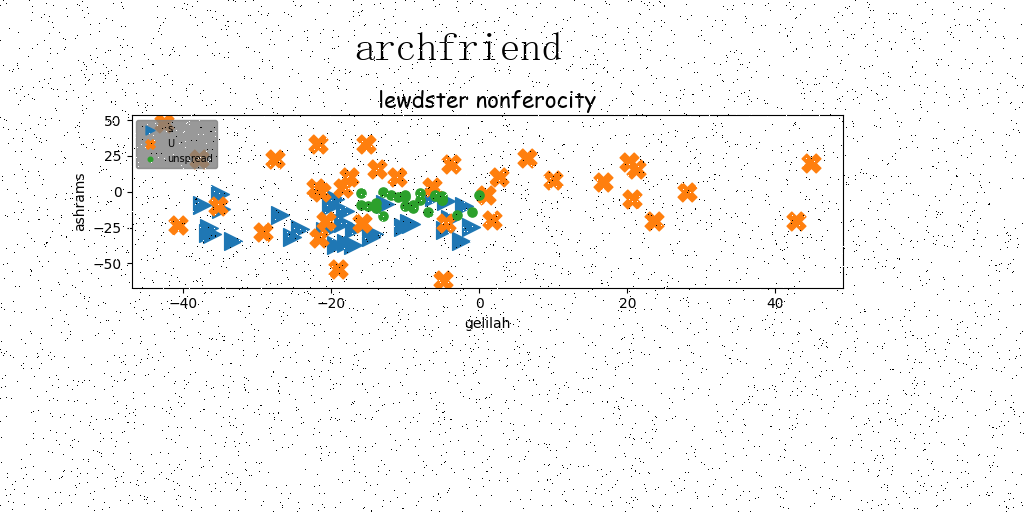 archfriend
lewdster nonferocity
50
25
0
−25
−50
ashrams
s
U
unspread
−40
−20
0
20
40
gelilah